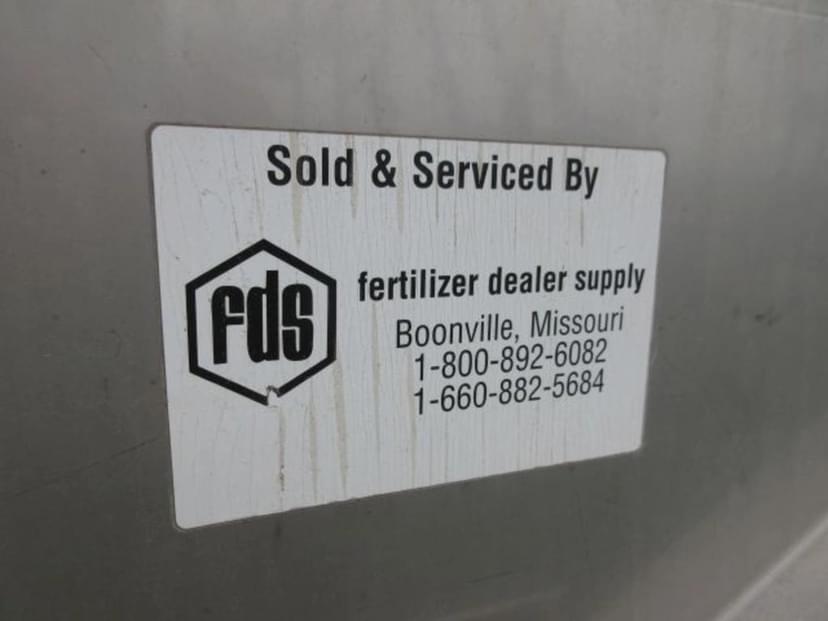 Sold & Serviced By
fds
fertilizer dealer supply
Boonville, Missouri
1-800-892-6082
1-660-882-5684